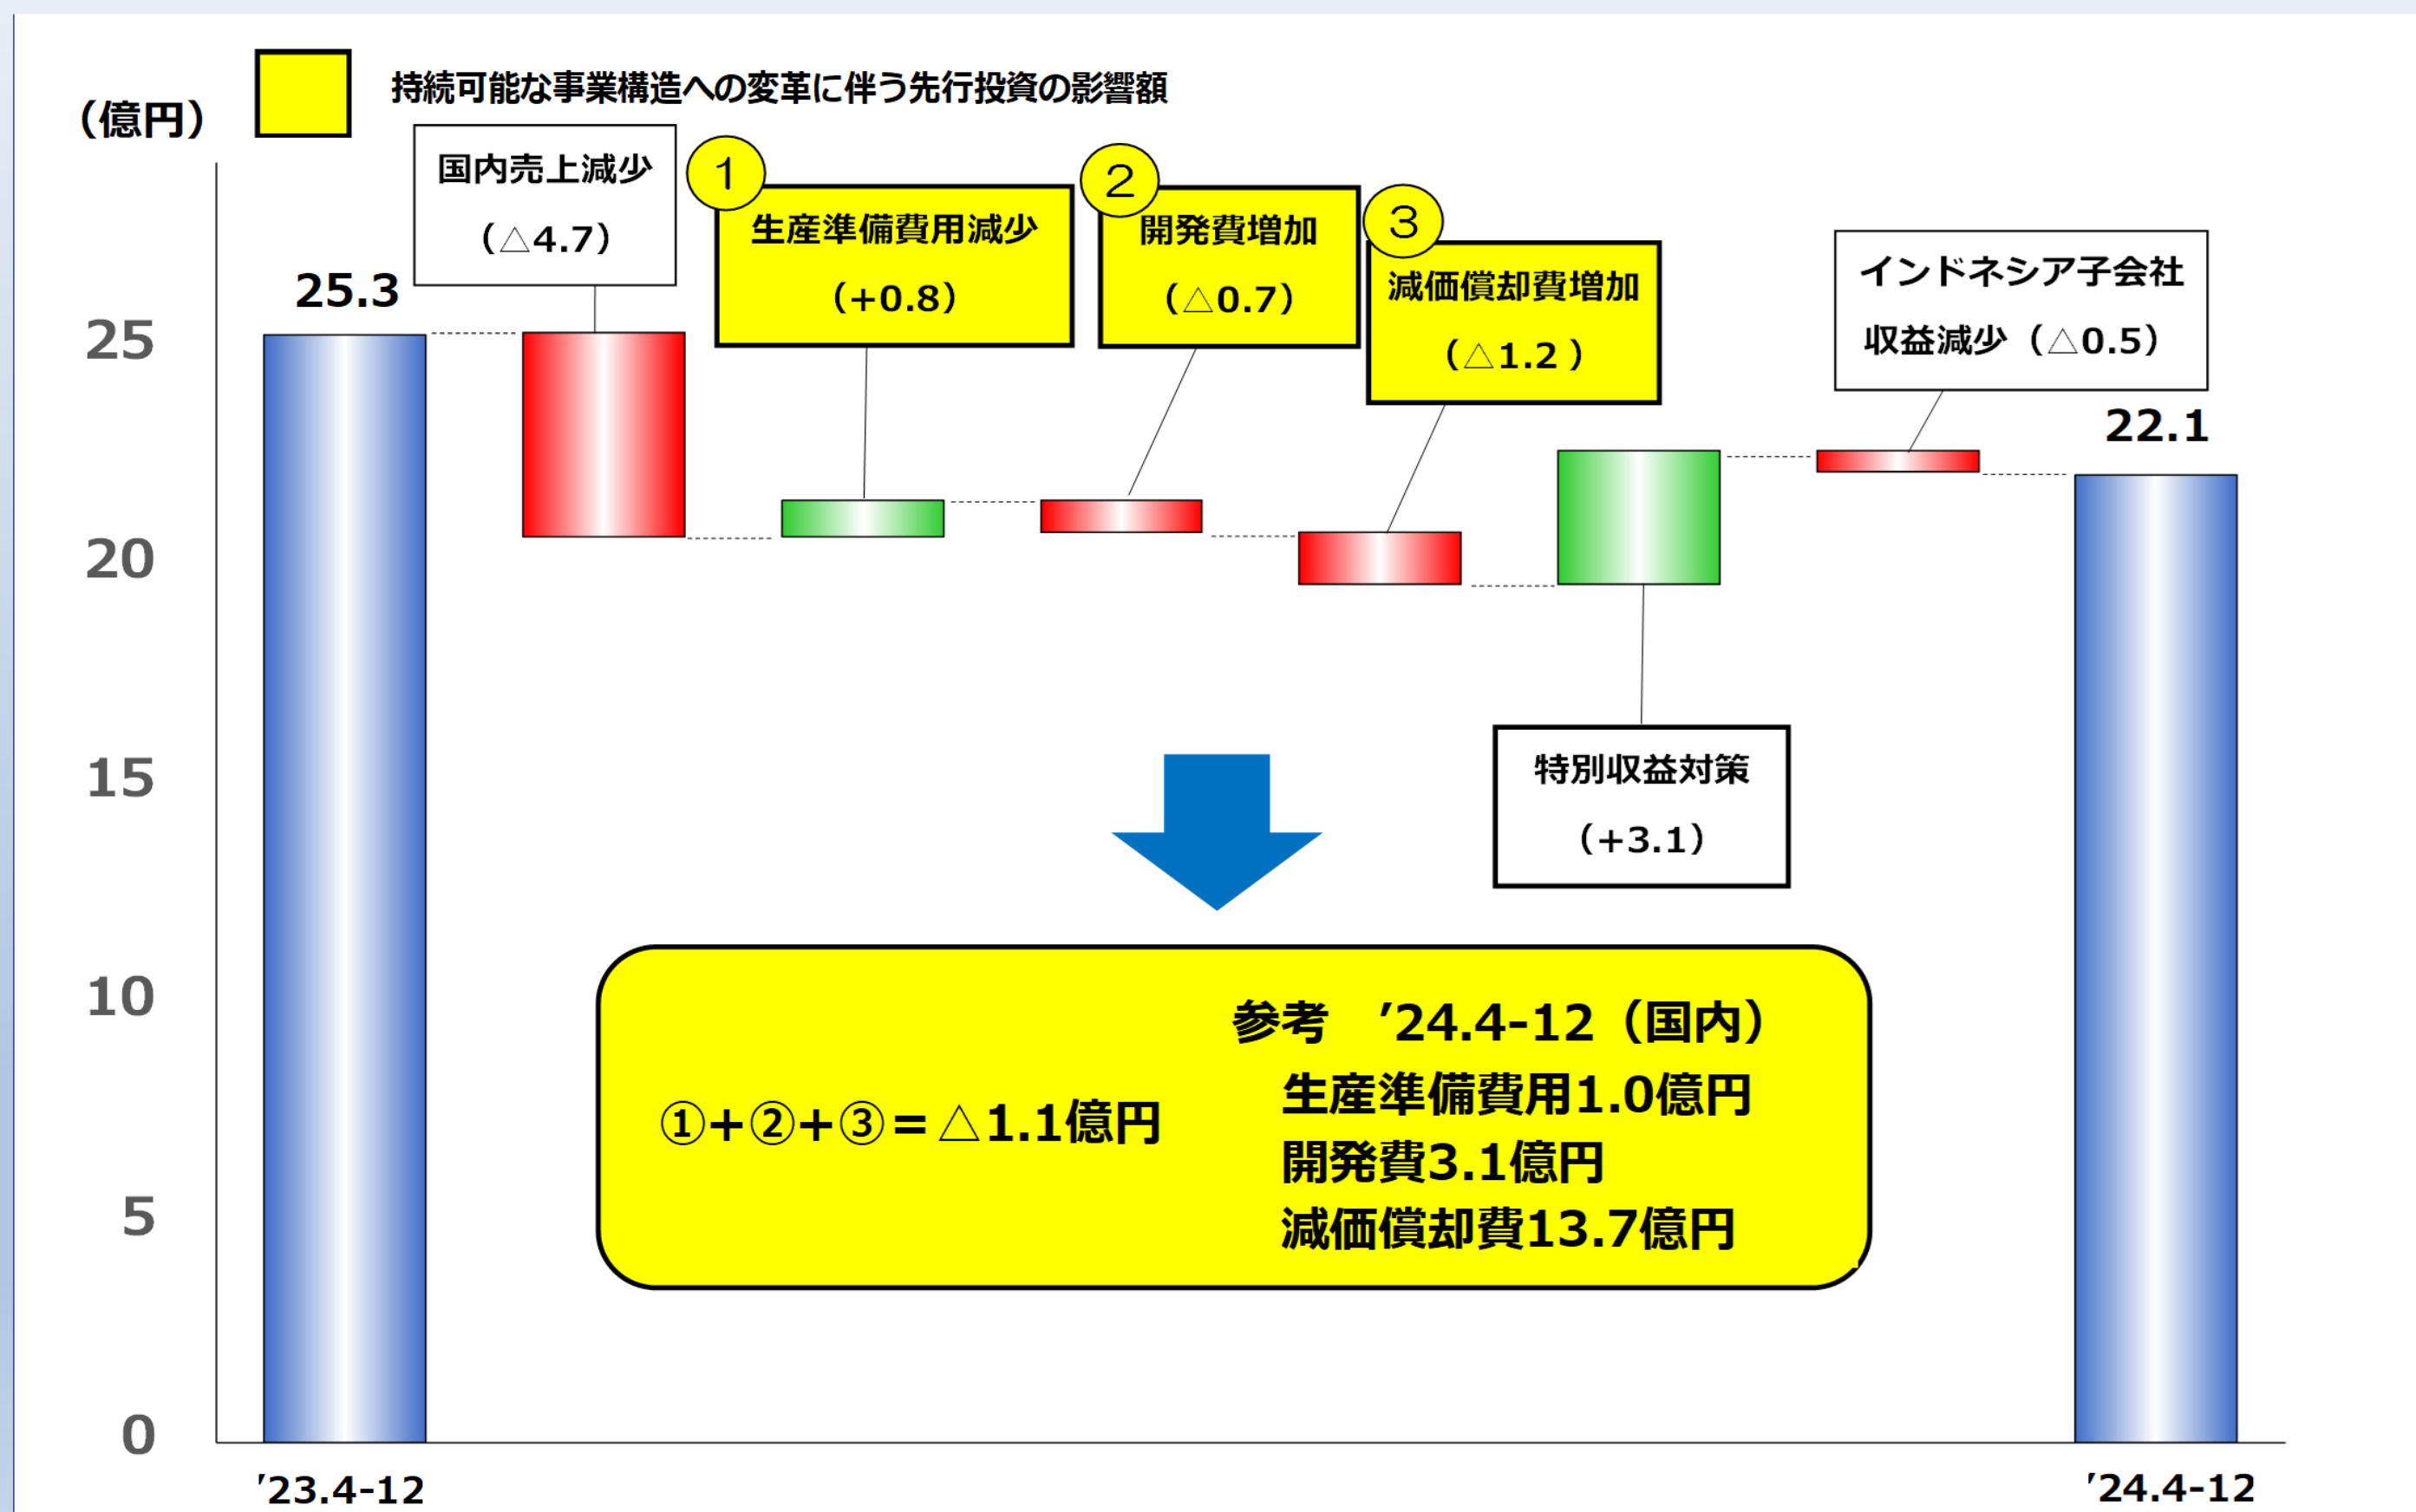 持続可能な事業構造への変革に伴う先行投資の影響額
（億円）
国内売上減少
（△4.7）
１
生産準備費用減少
（+0.8）
２
開発費増加
（△0.7）
３
減価償却費増加
（△1.2 ）
インドネシア子会社
収益減少（△0.5）
25.3
22.1
25
20
15
10
5
0
特別収益対策
（+3.1）
①+②+③＝△1.1億円
参考　’24.4-12（国内）
生産準備費用1.0億円
開発費3.1億円
減価償却費13.7億円
’23.4-12
’24.4-12